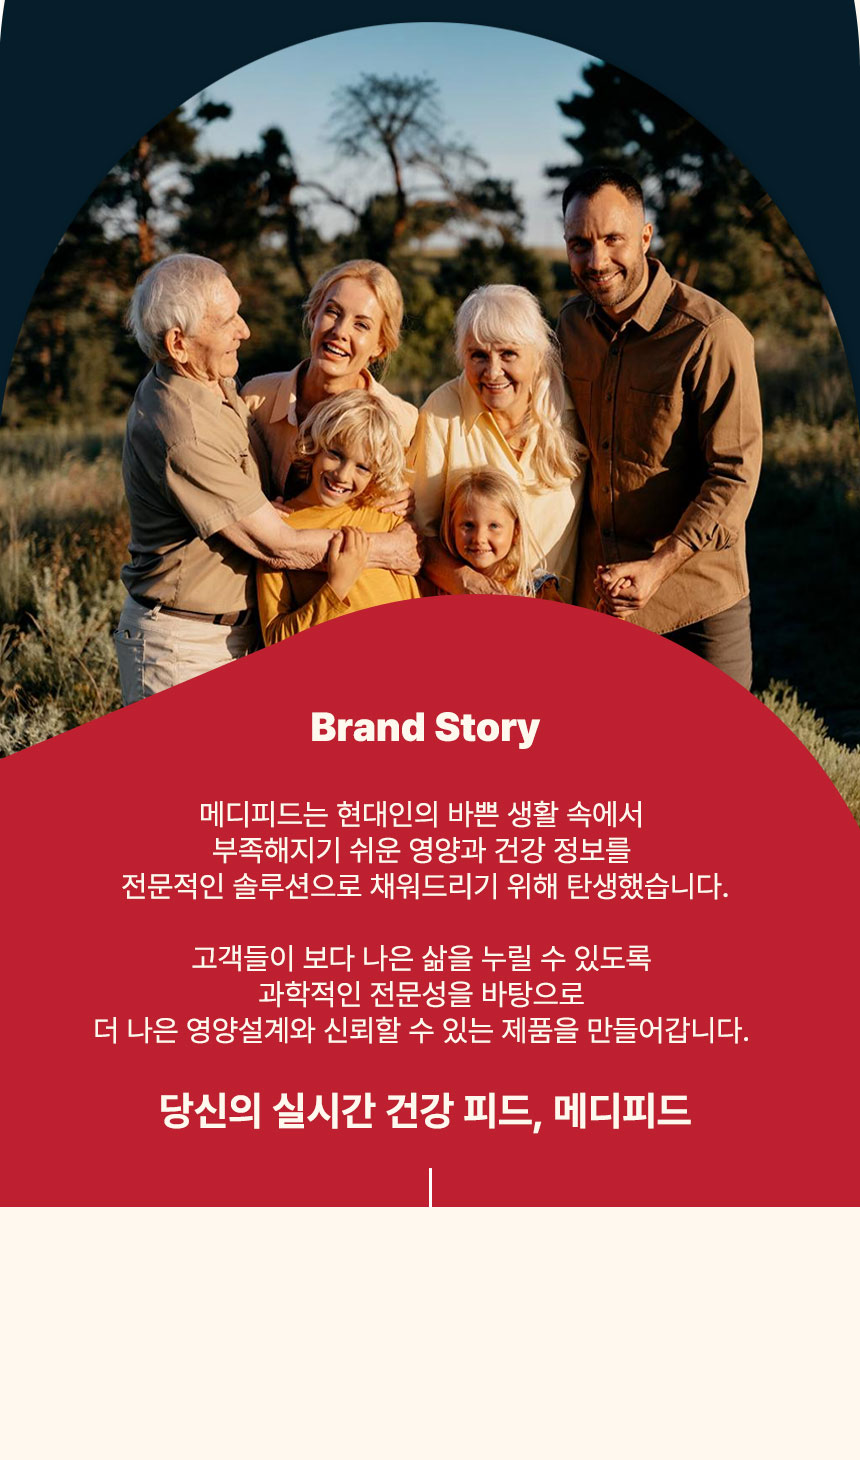 Brand Story
메디피드는 현대인의 바쁜 생활 속에서
부족해지기 쉬운 영양과 건강 정보를
전문적인 솔루션으로 채워드리기 위해 탄생했습니다.
고객들이 보다 나은 삶을 누릴 수 있도록
과학적인 전문성을 바탕으로
더 나은 영양설계와 신뢰할 수 있는 제품을 만들어갑니다.
당신의 실시간 건강 피드, 메디피드